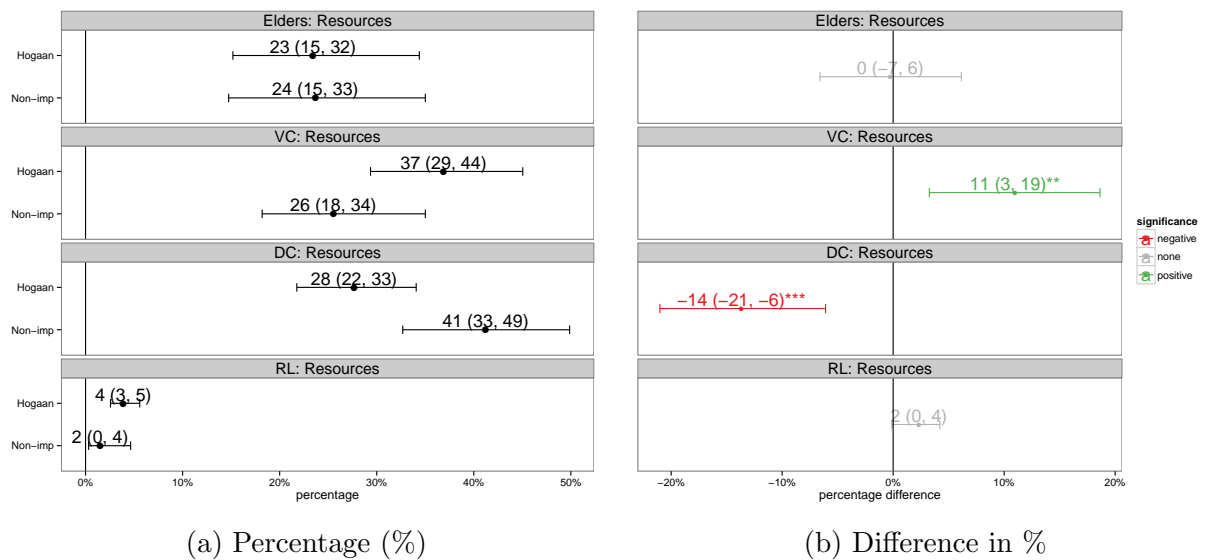 Elders: Resources
Hogaan
23 (15, 32)
Non−imp
24 (15, 33)
VC: Resources
Hogaan
37 (29, 44)
Non−imp
26 (18, 34)
DC: Resources
Hogaan
28 (22, 33)
Non−imp
41 (33, 49)
RL: Resources
Hogaan
4 (3, 5)
Non−imp
2 (0, 4)
0% 10% 20% 30% 40% 50%
percentage
(a) Percentage (%)
Elders: Resources
0 (−7, 6)
VC: Resources
11 (3, 19)**
DC: Resources
−14 (−21, −6)***
RL: Resources
2 (0, 4)
−20% −10% 0% 10% 20%
percentage difference
significance
a negative
a none
a positive
(b) Difference in %